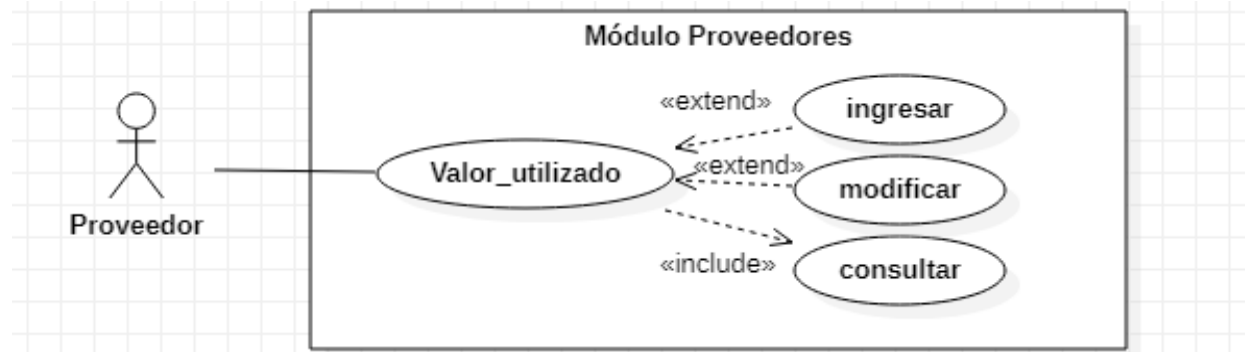 Módulo Proveedores
«extend»
ingresar
Valor_utilizado
«extend»
modificar
Proveedor
«include»
consultar